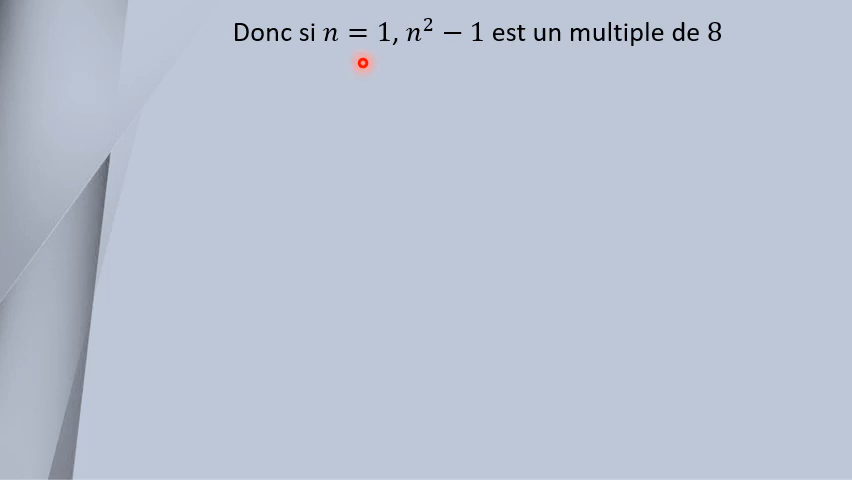 Donc si n = 1, n² − 1 est un multiple de 8